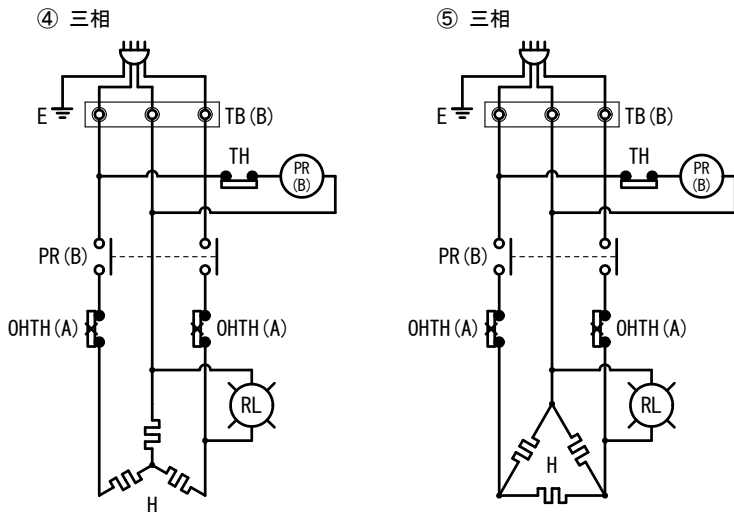 ④ 三相
⑤ 三相
E
TB(B)
E
TB(B)
TH
PR
(B)
TH
PR
(B)
PR(B)
PR(B)
OHTH(A)
OHTH(A)
OHTH(A)
OHTH(A)
RL
RL
H
H